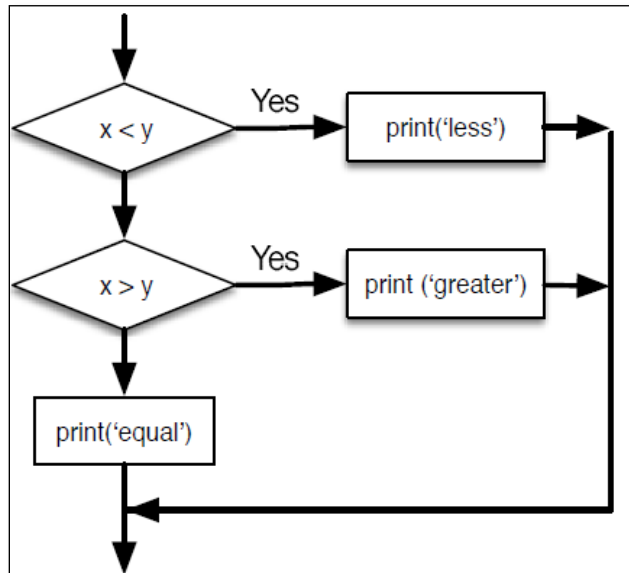 Yes
x < y
print(‘less’)
Yes
x > y
print (‘greater’)
print(‘equal’)